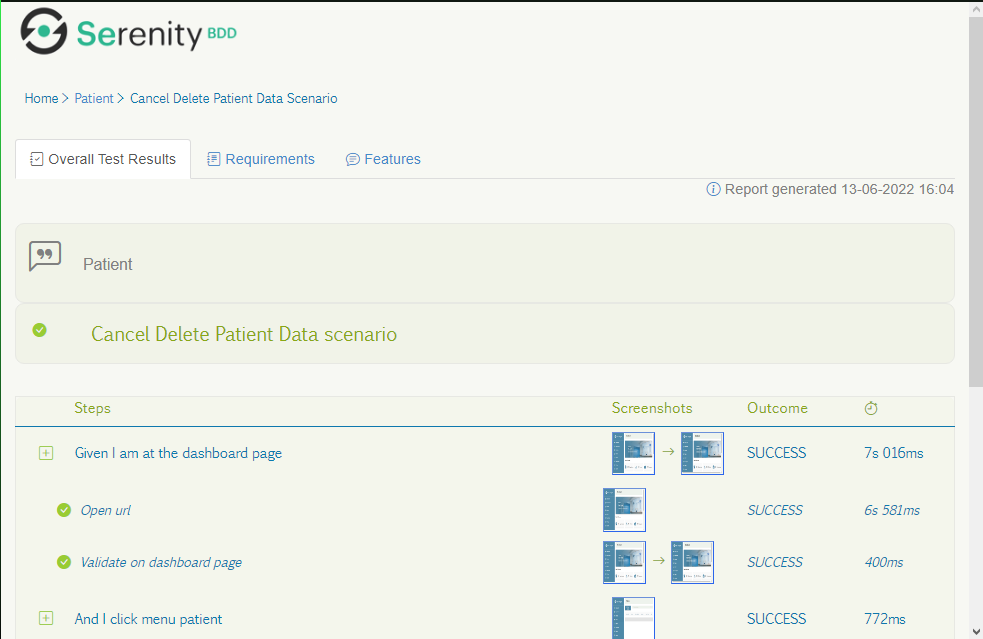 Serenity BDD
Home > Patient > Cancel Delete Patient Data Scenario
Overall Test Results Requirements Features
Report generated 13-06-2022 16:04
Patient
Cancel Delete Patient Data scenario
Steps Screenshots Outcome
Given I am at the dashboard page SUCCESS 7s 016ms
Open url SUCCESS 6s 581ms
Validate on dashboard page SUCCESS 400ms
And I click menu patient SUCCESS 772ms